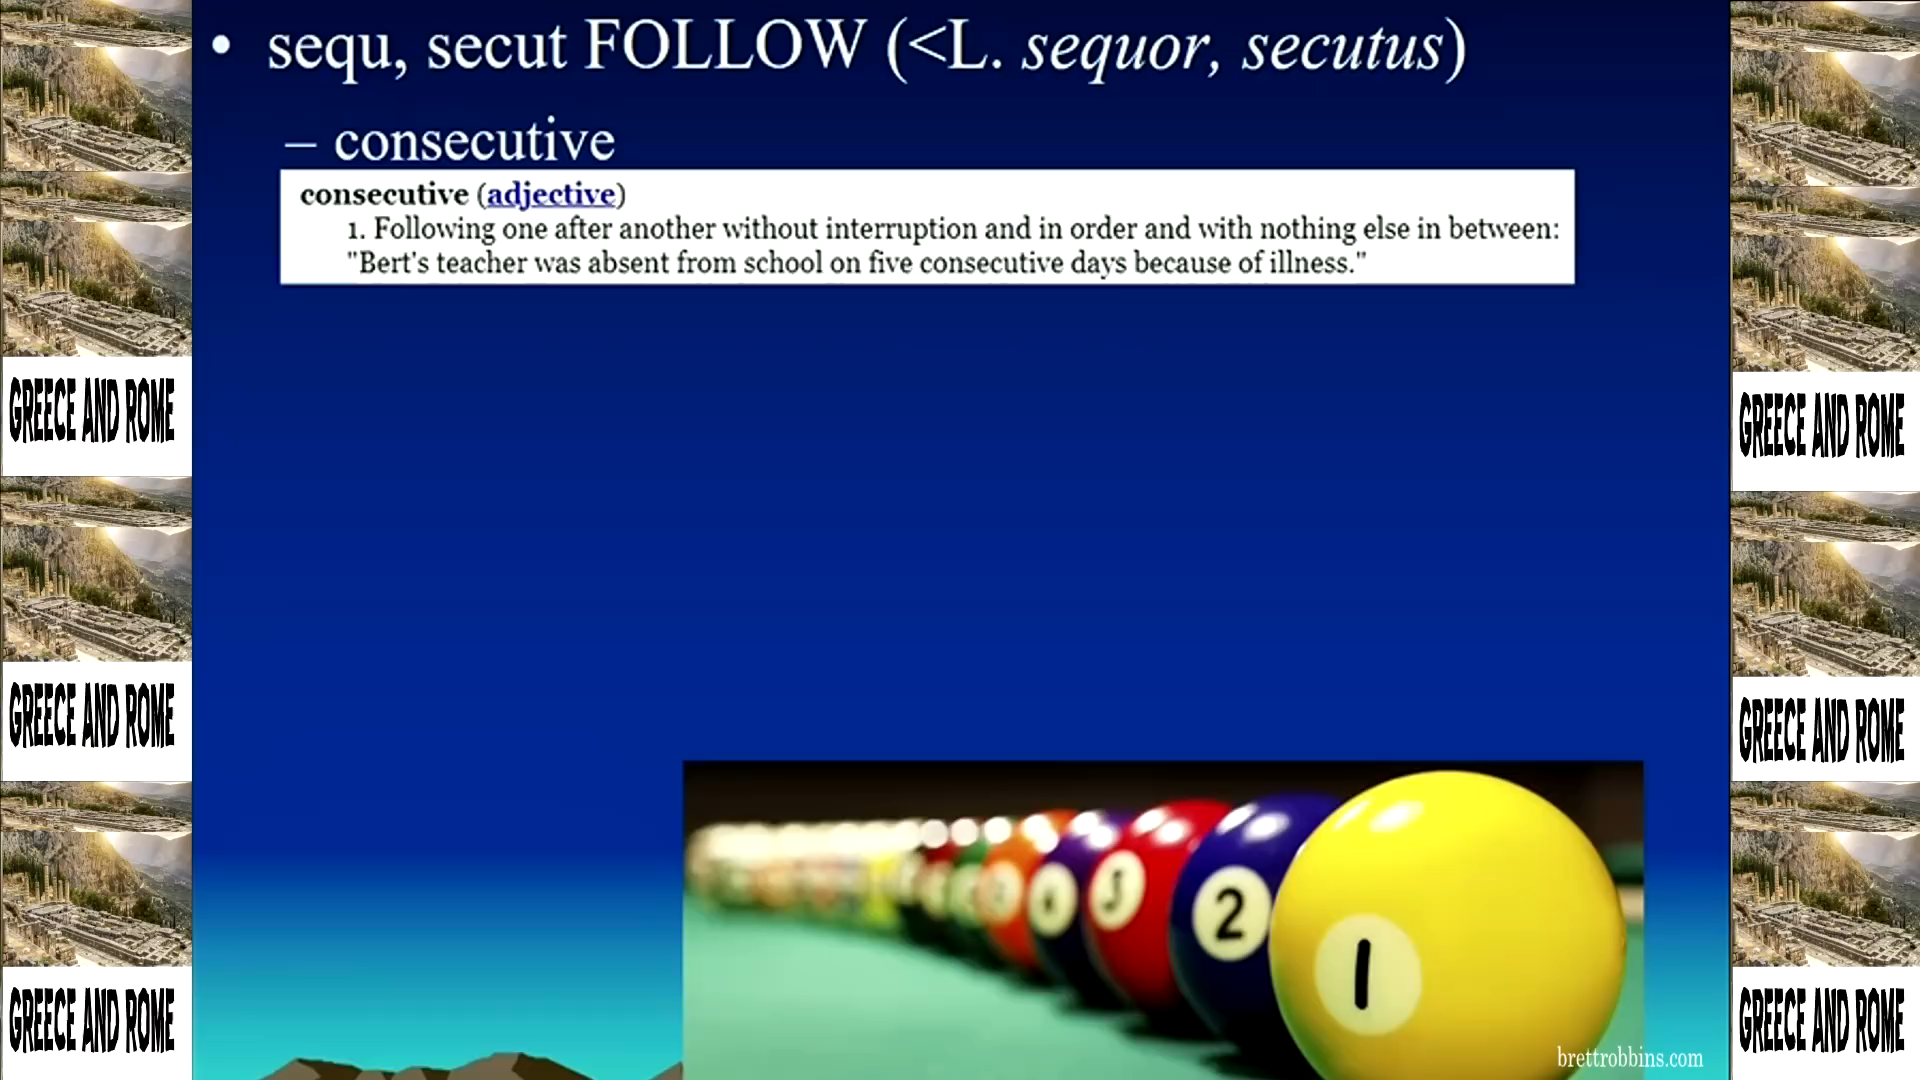 • sequ, secut FOLLOW (<L. sequor, secutus)
– consecutive
consecutive (adjective)
1. Following one after another without interruption and in order and with nothing else in between:
"Bert's teacher was absent from school on five consecutive days because of illness."
GREECE AND ROME
GREECE AND ROME
GREECE AND ROME
GREECE AND ROME
GREECE AND ROME
GREECE AND ROME
2
1
brettrobbins.com